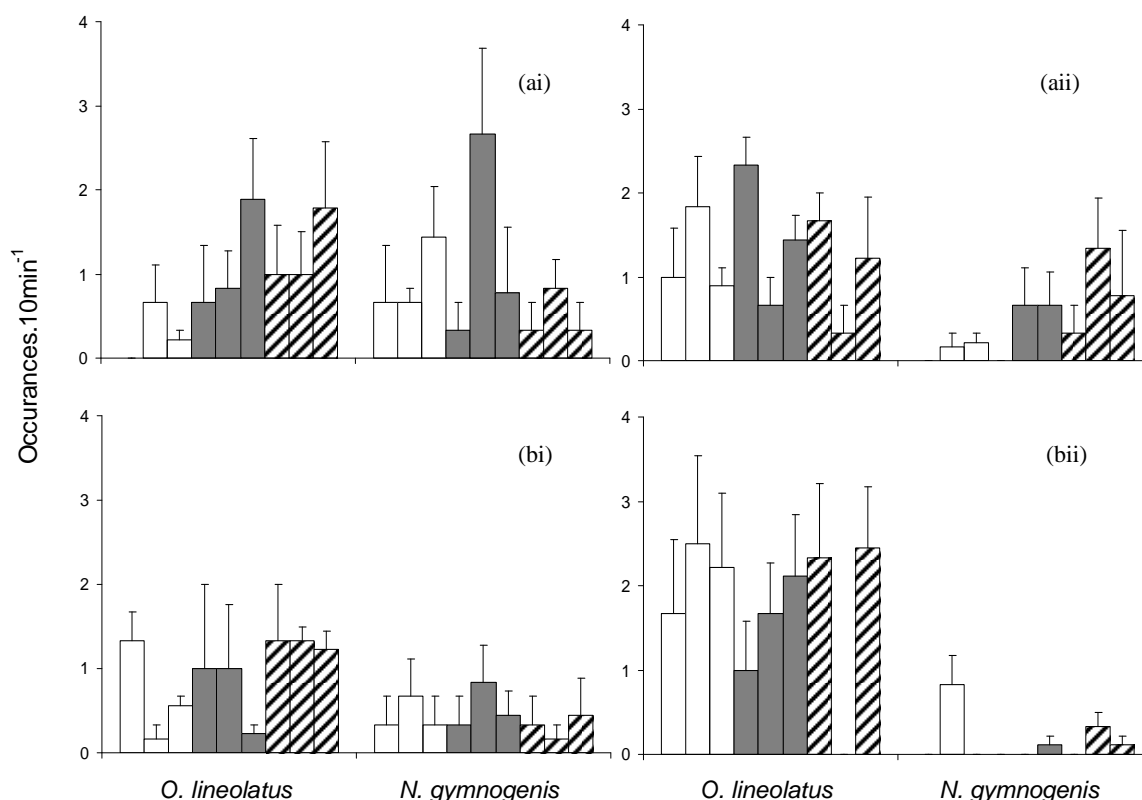 4
3
2
1
0
(ai)
4
3
2
1
0
(aii)
Occurances.10min-1
4
3
2
1
0
(bi)
4
3
2
1
0
(bii)
O. lineolatus N. gymnogenis
O. lineolatus N. gymnogenis